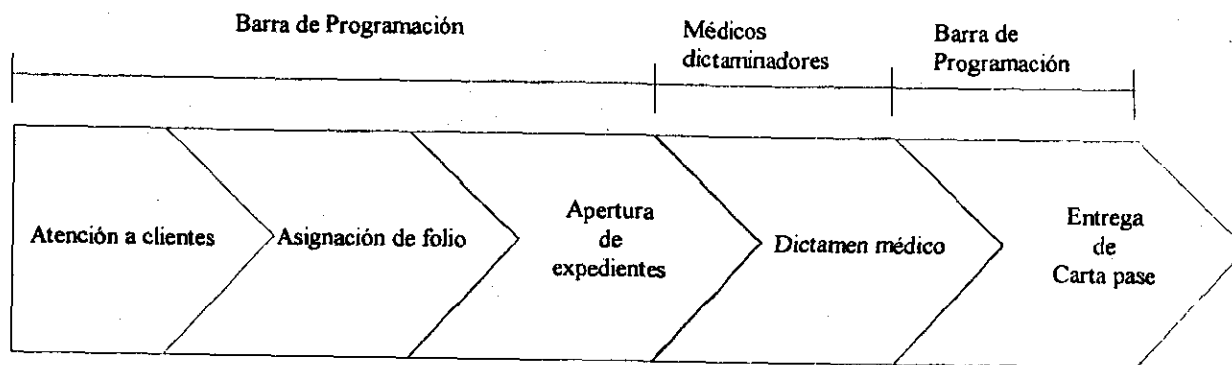 Barra de Programación
Médicos
dictaminadores
Barra de
Programación
Atención a clientes
Asignación de folio
Apertura
de
expedientes
Dictamen médico
Entrega
de
Carta pase